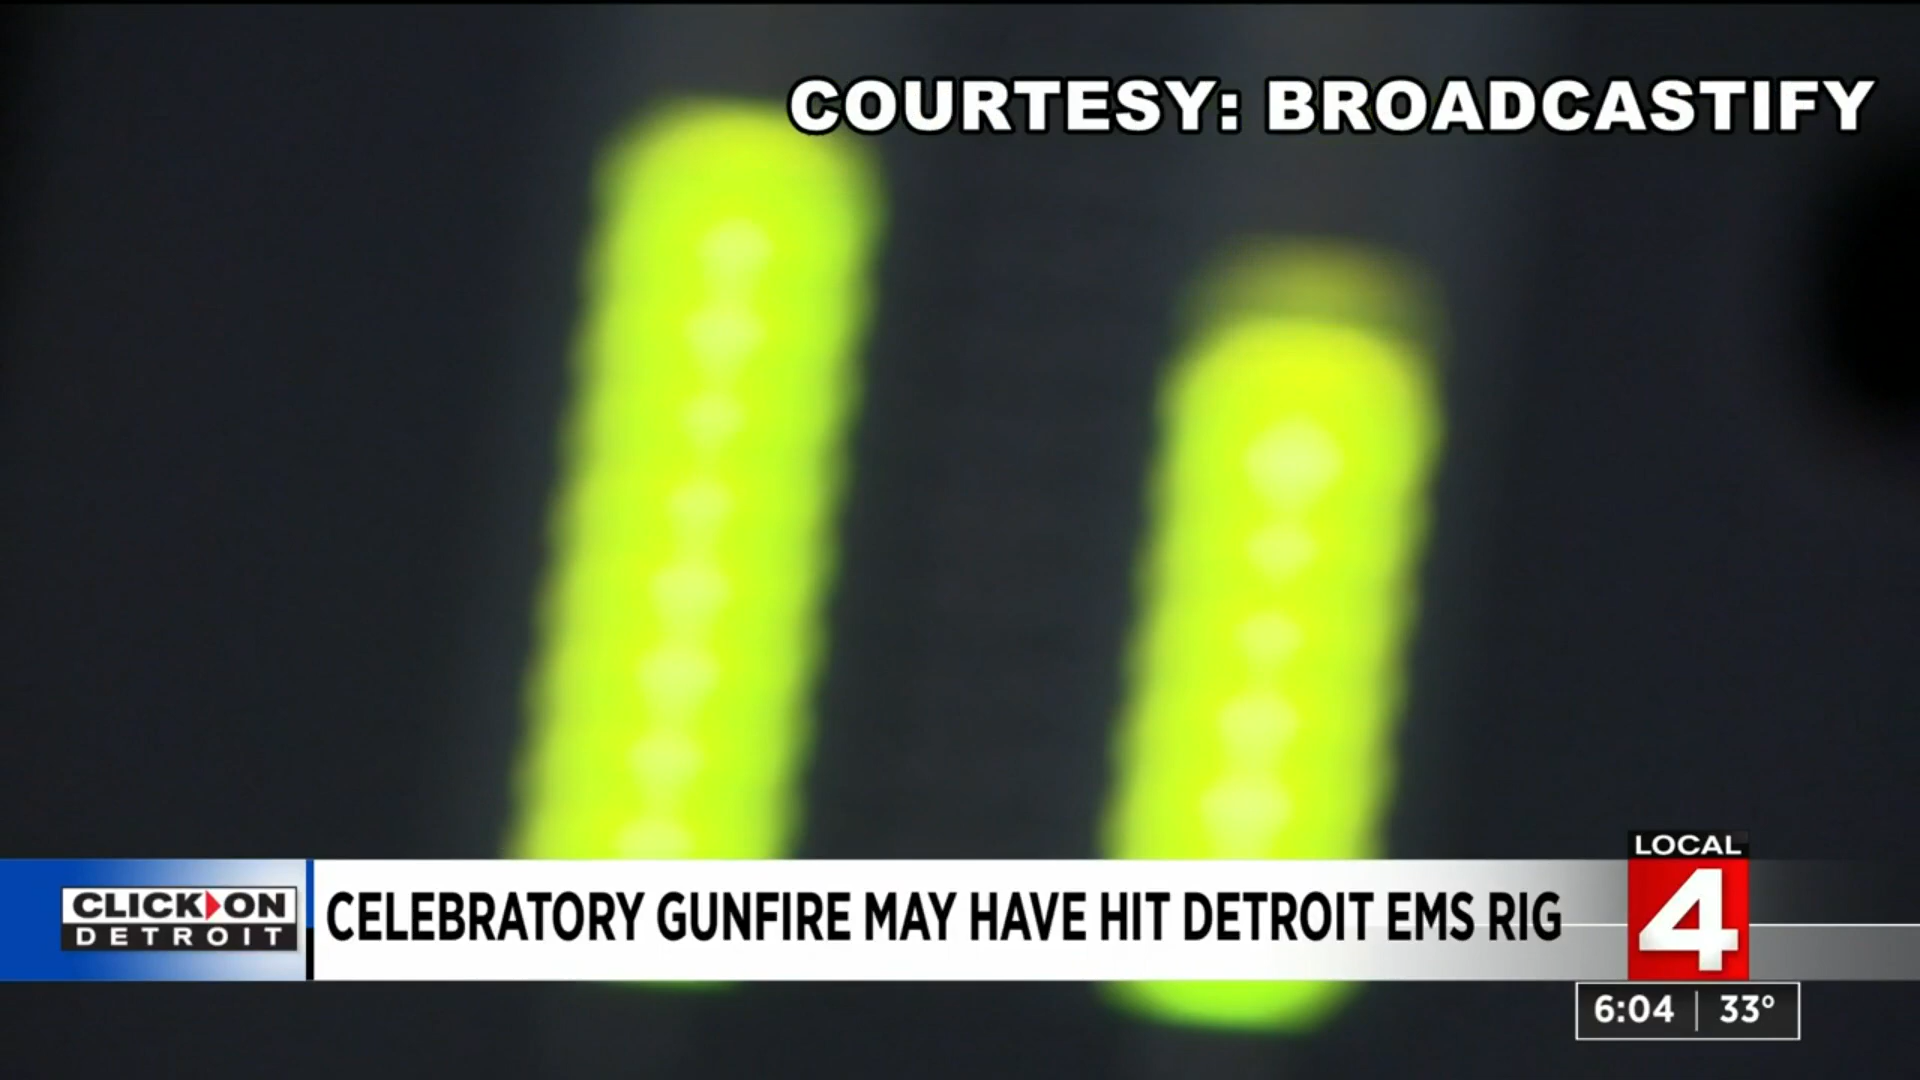 COURTESY: BROADCASTIFY
LOCAL
4
CLICK ON
DETROIT
CELEBRATORY GUNFIRE MAY HAVE HIT DETROIT EMS RIG
6:04 33°